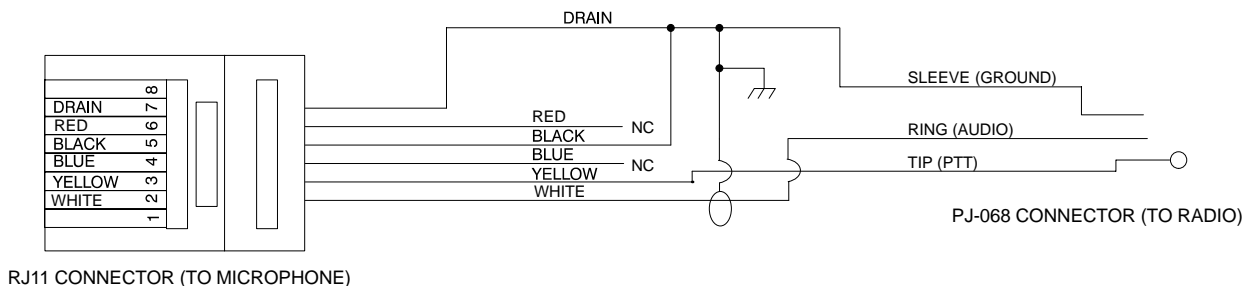 DRAIN
8
DRAIN 7
RED 6
BLACK 5
BLUE 4
YELLOW 3
WHITE 2
1
RED NC
BLACK
BLUE NC
YELLOW
WHITE
SLEEVE (GROUND)
RING (AUDIO)
TIP (PTT)
PJ-068 CONNECTOR (TO RADIO)
RJ11 CONNECTOR (TO MICROPHONE)